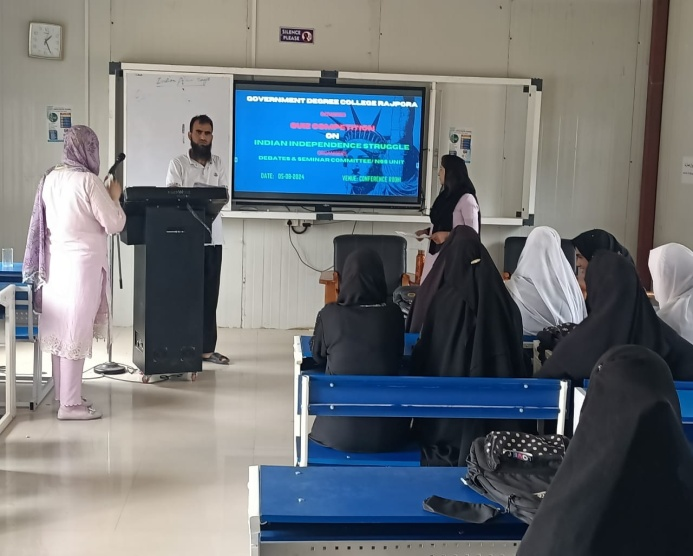 SILENCE
PLEASE
GOVERNMENT DEGREE COLLEGE RAJPORA
QUIZ COMPETITION
ON
INDIAN INDEPENDENCE STRUGGLE
DEBATES & SEMINAR COMMITTEE/ NSS UNIT
DATE: 05-08-2024 VENUE: CONFERENCE ROOM